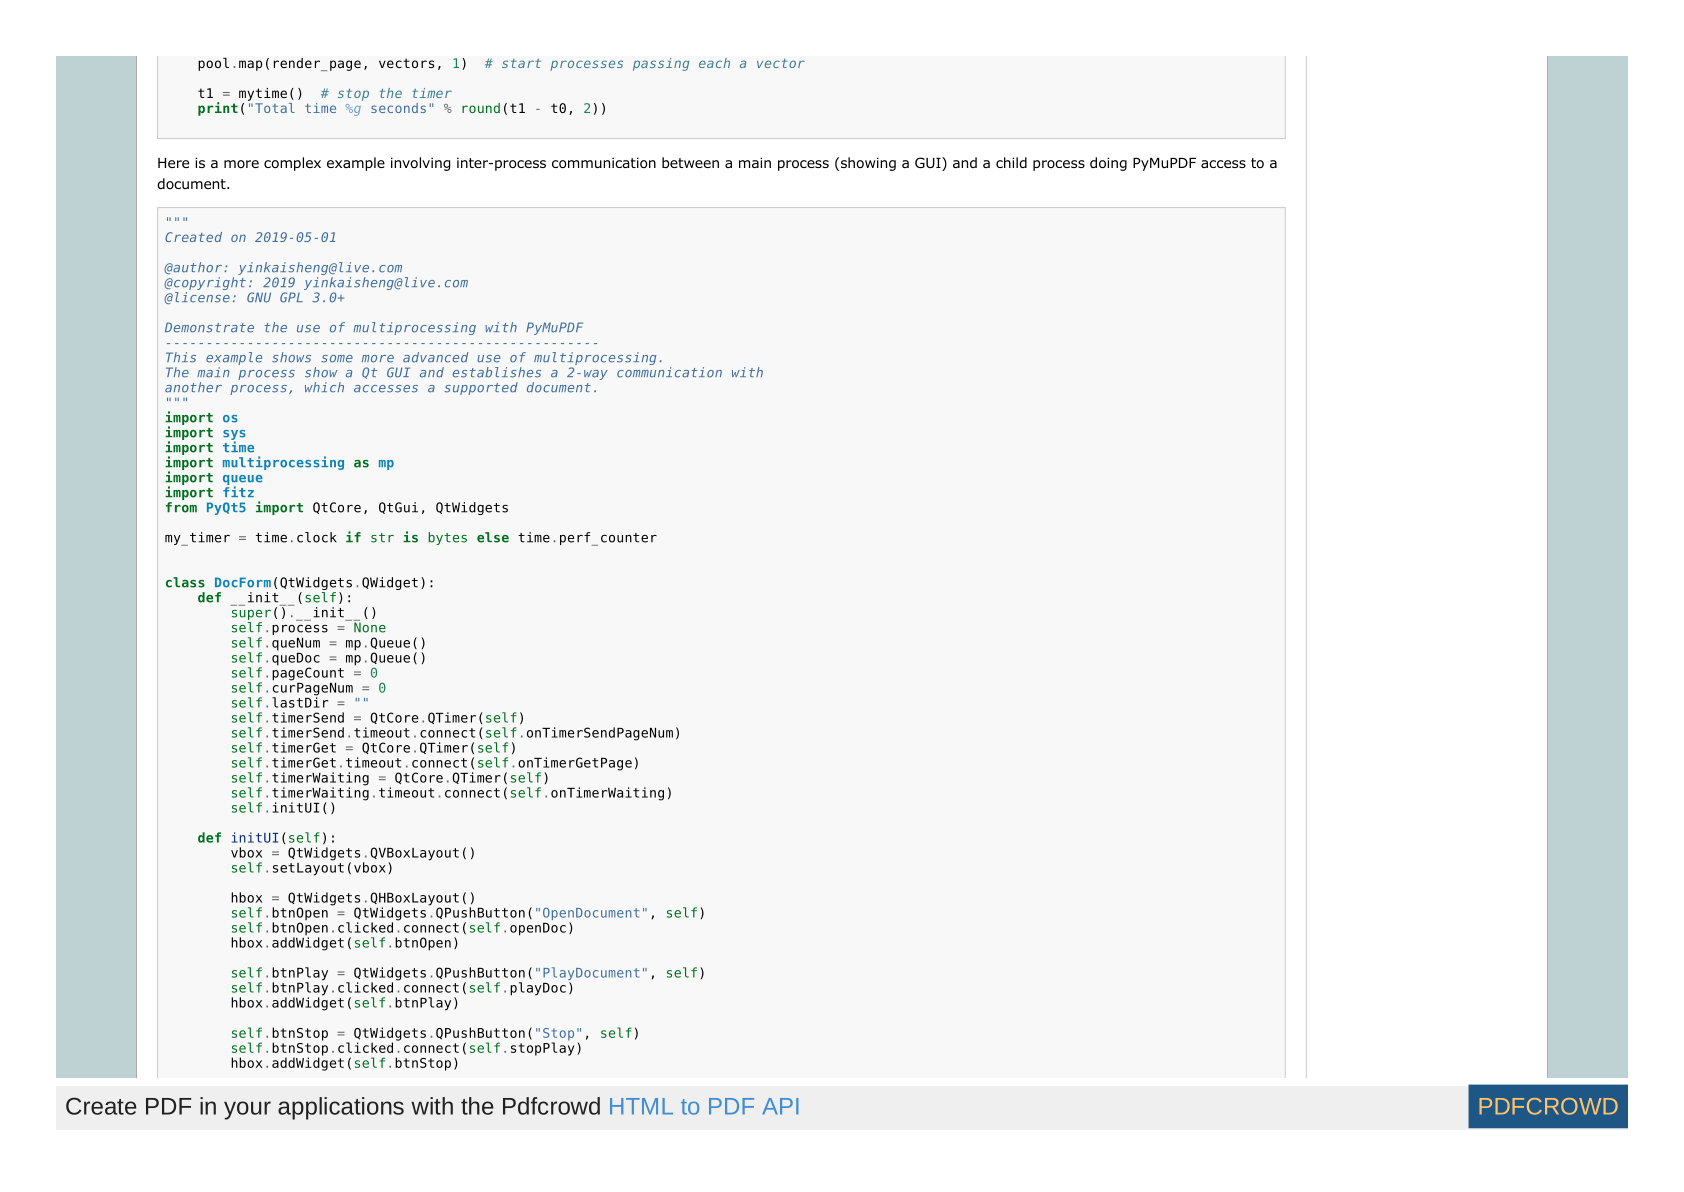 pool.map(render_page, vectors, 1)  # start processes passing each a vector

    t1 = mytime()  # stop the timer
    print("Total time %g seconds" % round(t1 - t0, 2))

Here is a more complex example involving inter-process communication between a main process (showing a GUI) and a child process doing PyMuPDF access to a
document.

"""
Created on 2019-05-01

@author: yinkaisheng@live.com
@copyright: 2019 yinkaisheng@live.com
@license: GNU GPL 3.0+

Demonstrate the use of multiprocessing with PyMuPDF
-----------------------------------------------------
This example shows some more advanced use of multiprocessing.
The main process show a Qt GUI and establishes a 2-way communication with
another process, which accesses a supported document.
"""
import os
import sys
import time
import multiprocessing as mp
import queue
import fitz
from PyQt5 import QtCore, QtGui, QtWidgets

my_timer = time.clock if str is bytes else time.perf_counter


class DocForm(QtWidgets.QWidget):
    def __init__(self):
        super().__init__()
        self.process = None
        self.queNum = mp.Queue()
        self.queDoc = mp.Queue()
        self.pageCount = 0
        self.curPageNum = 0
        self.lastDir = ""
        self.timerSend = QtCore.QTimer(self)
        self.timerSend.timeout.connect(self.onTimerSendPageNum)
        self.timerGet = QtCore.QTimer(self)
        self.timerGet.timeout.connect(self.onTimerGetPage)
        self.timerWaiting = QtCore.QTimer(self)
        self.timerWaiting.timeout.connect(self.onTimerWaiting)
        self.initUI()

    def initUI(self):
        vbox = QtWidgets.QVBoxLayout()
        self.setLayout(vbox)

        hbox = QtWidgets.QHBoxLayout()
        self.btnOpen = QtWidgets.QPushButton("OpenDocument", self)
        self.btnOpen.clicked.connect(self.openDoc)
        hbox.addWidget(self.btnOpen)

        self.btnPlay = QtWidgets.QPushButton("PlayDocument", self)
        self.btnPlay.clicked.connect(self.playDoc)
        hbox.addWidget(self.btnPlay)

        self.btnStop = QtWidgets.QPushButton("Stop", self)
        self.btnStop.clicked.connect(self.stopPlay)
        hbox.addWidget(self.btnStop)

Create PDF in your applications with the Pdfcrowd HTML to PDF API
PDFCROWD